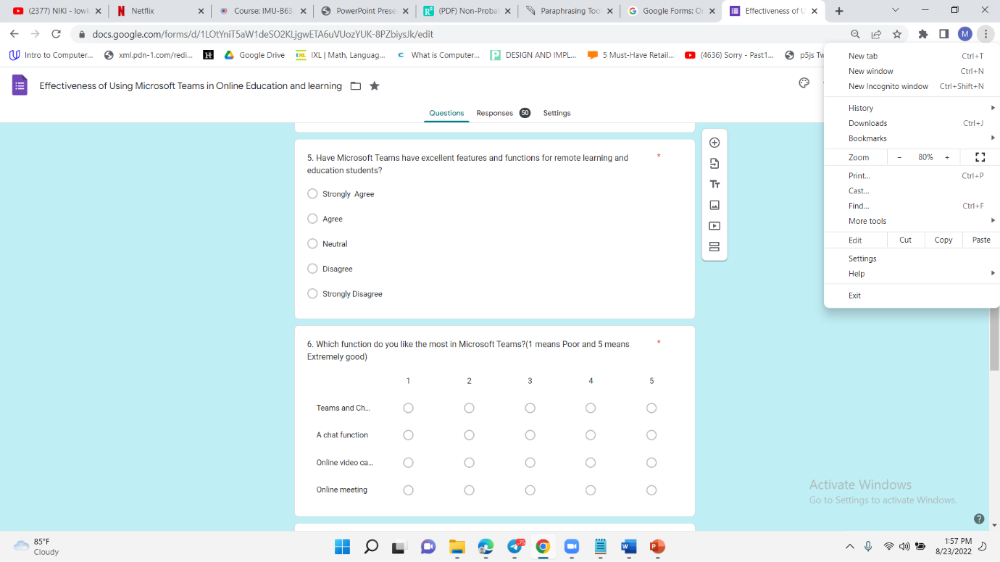 (2377) NIKI - lowk
Netflix
Course: IMU-B63
PowerPoint Prese
(PDF) Non-Probab
Paraphrasing Too
Google Forms: O
Effectiveness of U
docs.google.com/forms/d/1LOtYniT5aW1deSO2KLjgwETA6uVUozYUK-8PZbiysJk/edit
M
Intro to Computer...
xml.pdn-1.com/redi...
H
Google Drive
IXL | Math, Languag...
What is Computer...
DESIGN AND IMPL...
5 Must-Have Retail...
(4636) Sorry - Past1...
p5js Tw
Effectiveness of Using Microsoft Teams in Online Education and learning
Questions
Responses 50
Settings
5. Have Microsoft Teams have excellent features and functions for remote learning and *
education students?
Strongly Agree
Agree
Neutral
Disagree
Strongly Disagree
6. Which function do you like the most in Microsoft Teams?(1 means Poor and 5 means *
Extremely good)
1 2 3 4 5
Teams and Ch...
A chat function
Online video ca...
Online meeting
New tab Ctrl+T
New window Ctrl+N
New Incognito window Ctrl+Shift+N
History
Downloads Ctrl+J
Bookmarks
Zoom - 80% +
Print... Ctrl+P
Cast...
Find... Ctrl+F
More tools
Edit Cut Copy Paste
Settings
Help
Exit
Activate Windows
Go to Settings to activate Windows.
85°F
Cloudy
75
1:57 PM
8/23/2022